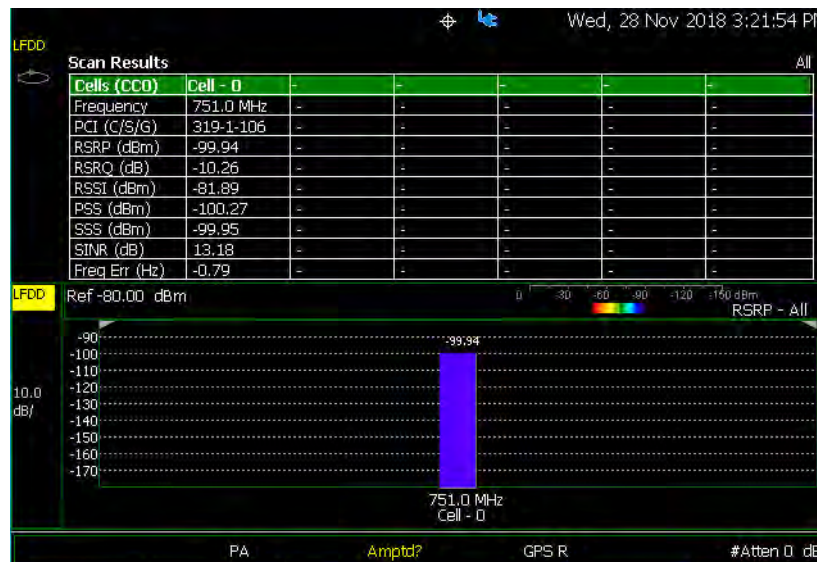 Wed, 28 Nov 2018 3:21:54 P
LFDD
Scan Results All
Cells (CC0) Cell - 0 - - - - -
Frequency 751.0 MHz - - - - -
PCI (C/S/G) 319-1-106 - - - - -
RSRP (dBm) -99.94 - - - - -
RSRQ (dB) -10.26 - - - - -
RSSI (dBm) -81.89 - - - - -
PSS (dBm) -100.27 - - - - -
SSS (dBm) -99.95 - - - - -
SINR (dB) 13.18 - - - - -
Freq Err (Hz) -0.79 - - - - -
LFDD Ref -80.00 dBm 0 -30 -60 -90 -120 -150 dBm
RSRP - All
-90
-99.94
-100
-110
10.0
dB/
-120
-130
-140
-150
-160
-170
751.0 MHz
Cell - 0
PA Amptd? GPS R #Atten 0 dB